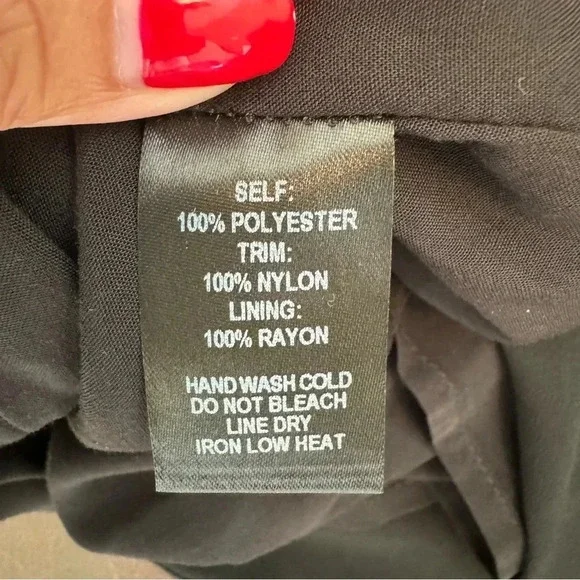 SELF:
100% POLYESTER
TRIM:
100% NYLON
LINING:
100% RAYON
HAND WASH COLD
DO NOT BLEACH
LINE DRY
IRON LOW HEAT